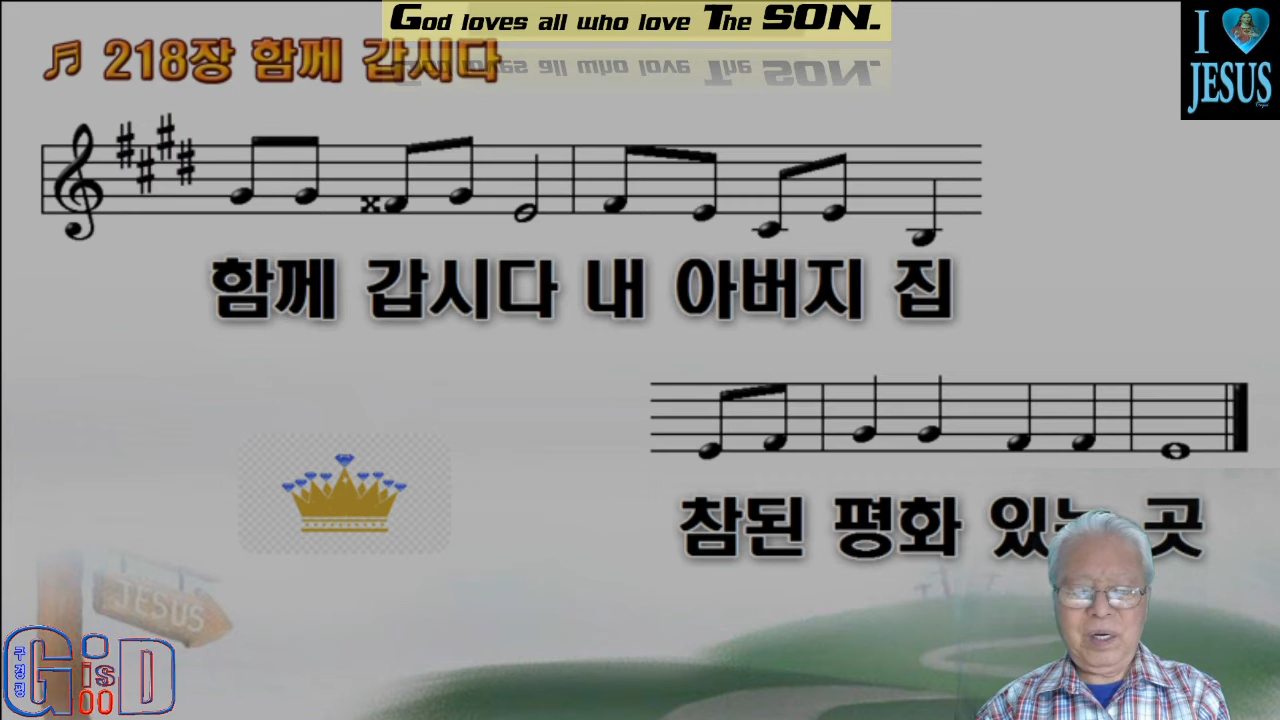 God loves all who love The SON.
218장 함께 갑시다
I
JESUS
함께 갑시다 내 아버지 집
참된 평화 있는 곳
JESUS
GOD
is